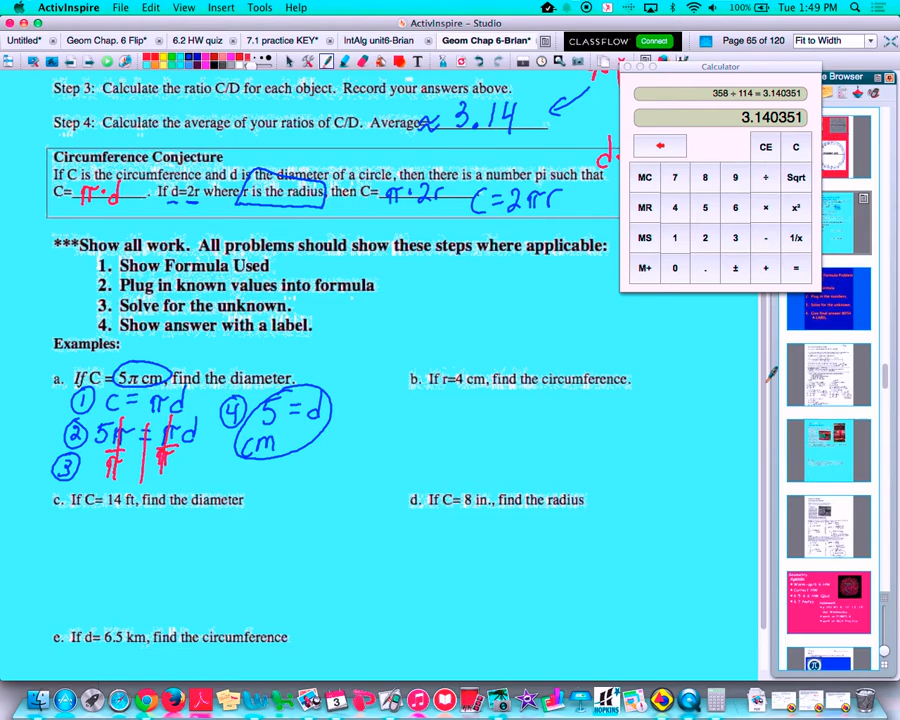 ActivInspire File Edit View Insert Tools Help 100% Tue 1:49 PM
ActivInspire - Studio
Untitled* Geom Chap. 6 Flip* 6.2 HW quiz 7.1 practice KEY* IntAlg unit6-Brian Geom Chap 6-Brian* CLASSFLOW Connect Page 65 of 120 Fit to Width
Step 3: Calculate the ratio C/D for each object. Record your answers above.
Step 4: Calculate the average of your ratios of C/D. Average ≈ 3.14
Circumference Conjecture
If C is the circumference and d is the diameter of a circle, then there is a number pi such that
C= π·d. If d=2r where r is the radius, then C= π·2r C = 2πr
***Show all work. All problems should show these steps where applicable:
1. Show Formula Used
2. Plug in known values into formula
3. Solve for the unknown.
4. Show answer with a label.
Examples:
a. If C = 5π cm, find the diameter.
① C = πd
② 5π = πd
③ π π
④ 5 = d
cm
b. If r=4 cm, find the circumference.
c. If C= 14 ft, find the diameter
d. If C= 8 in., find the radius
e. If d= 6.5 km, find the circumference
Calculator
358 ÷ 114 = 3.140351
3.140351
CE C
MC 7 8 9 ÷ Sqrt
MR 4 5 6 × x²
MS 1 2 3 - 1/x
M+ 0 . ± + =
e Browser